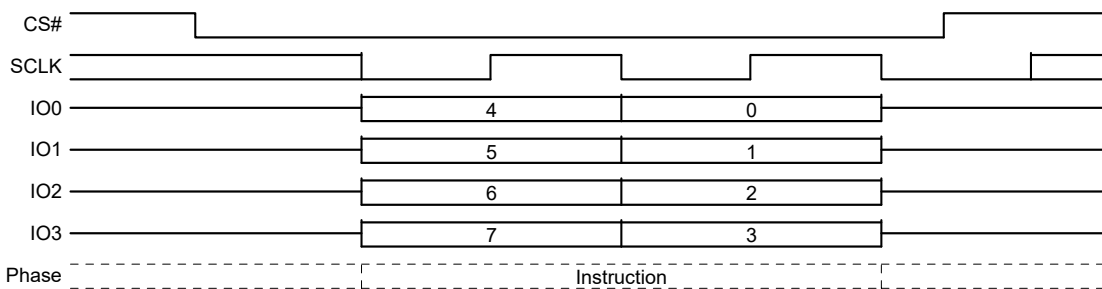 CS#
SCLK
IO0 4 0
IO1 5 1
IO2 6 2
IO3 7 3
Phase Instruction